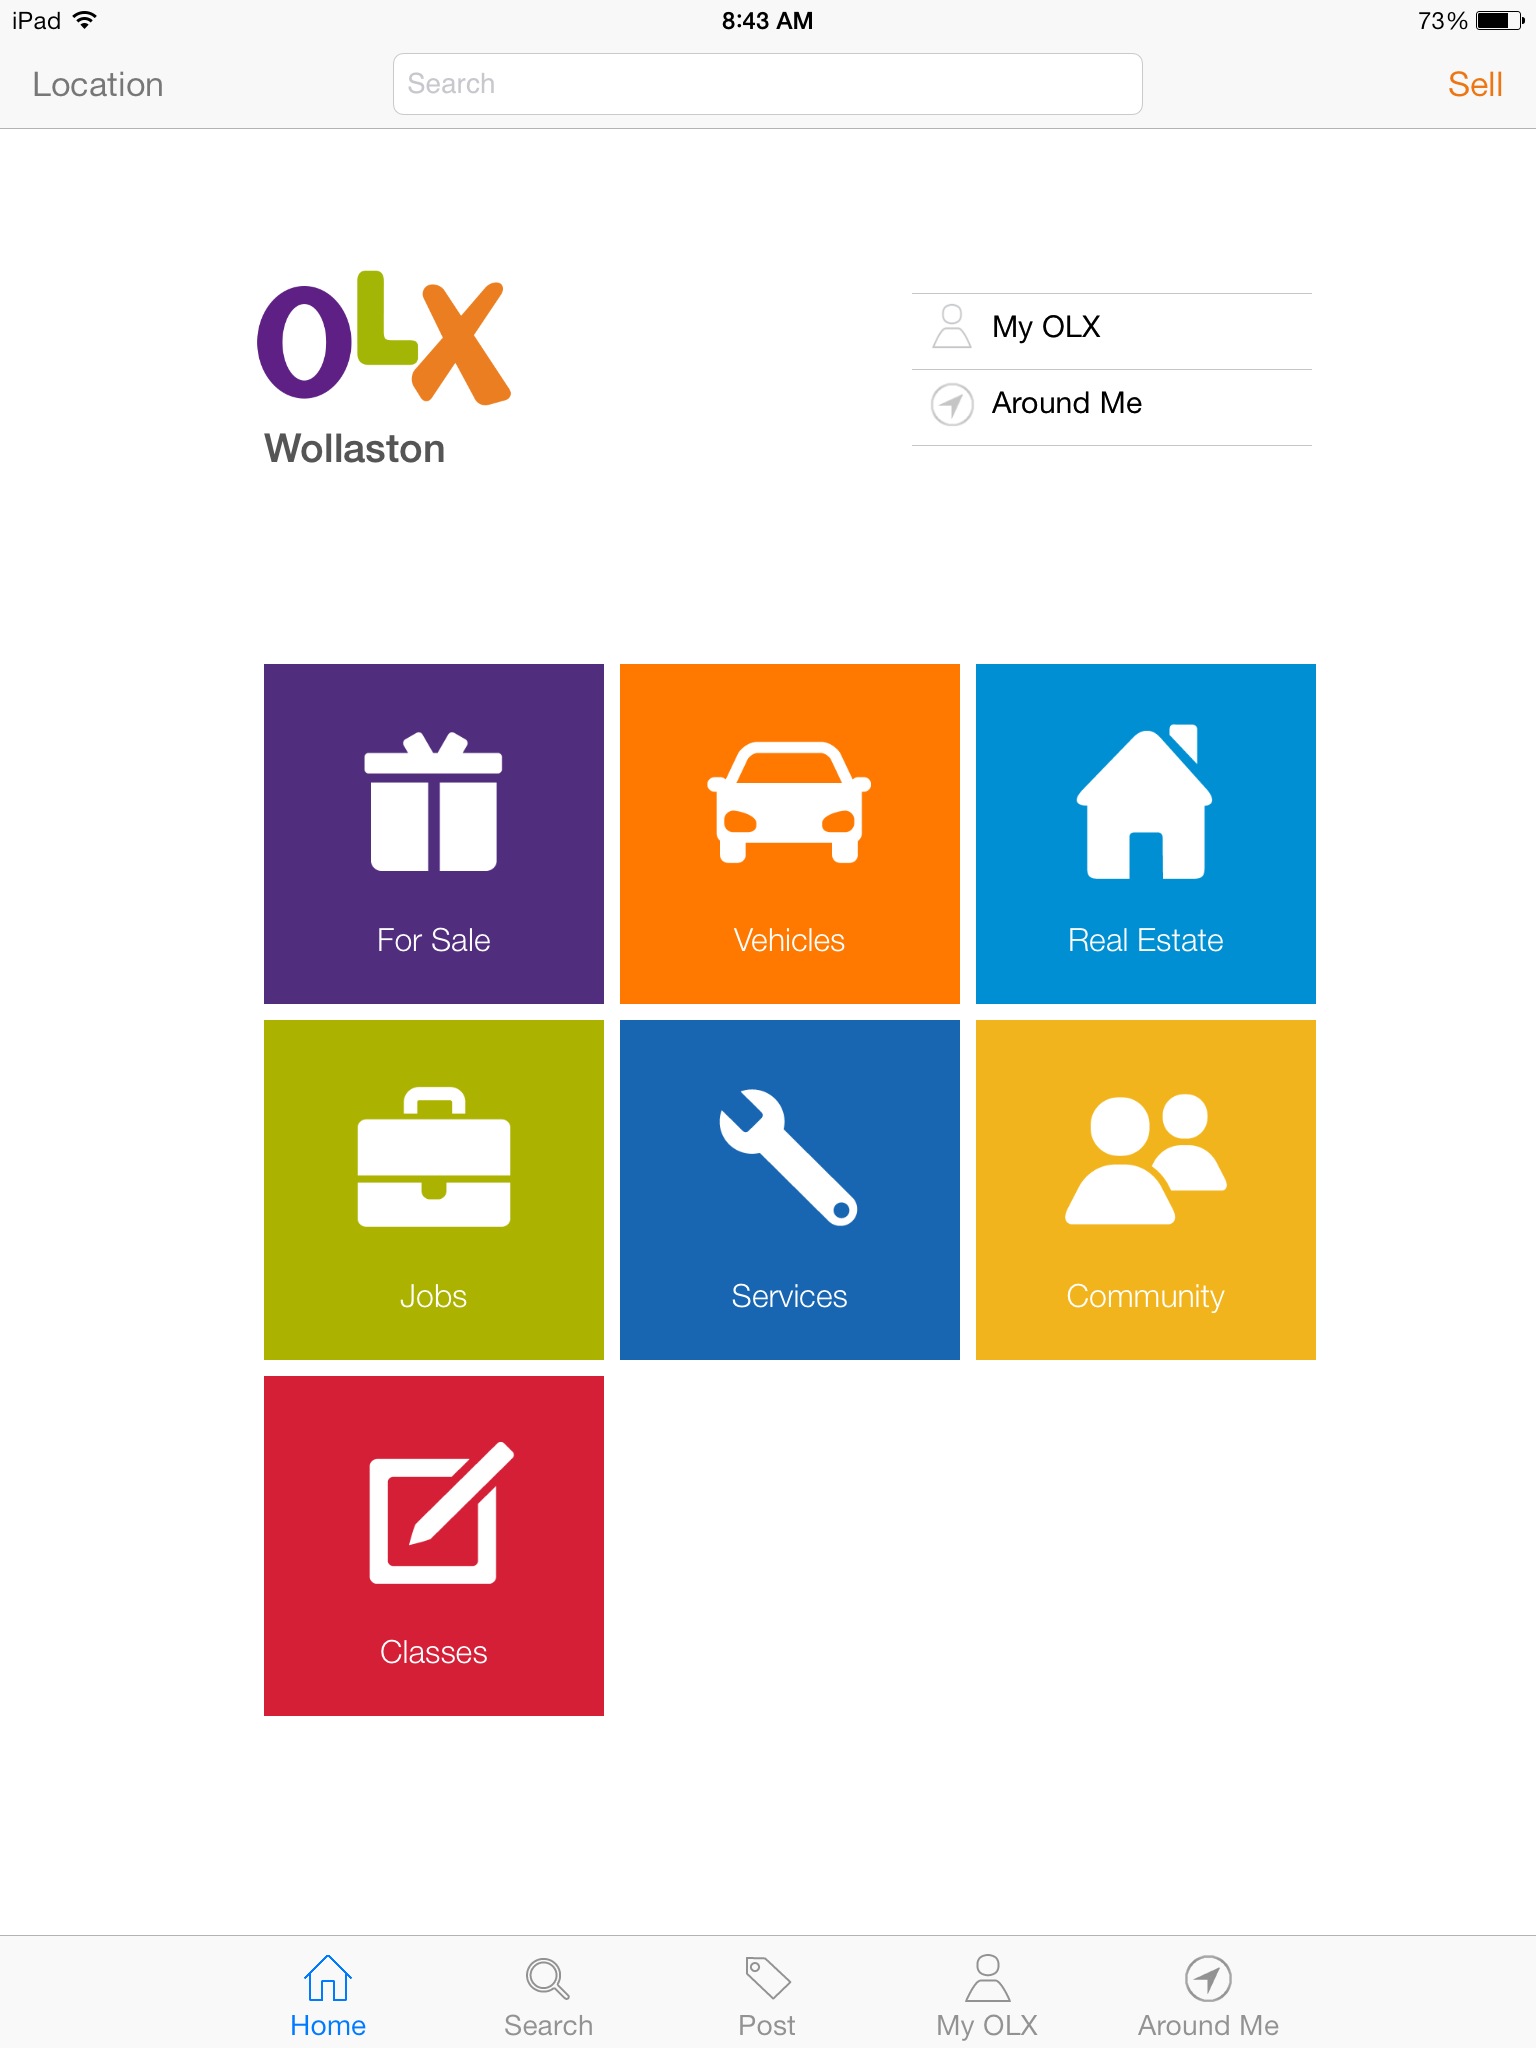 iPad 8:43 AM 73%
Location Search Sell
OLX
Wollaston
My OLX
Around Me
For Sale Vehicles Real Estate
Jobs Services Community
Classes
Home Search Post My OLX Around Me